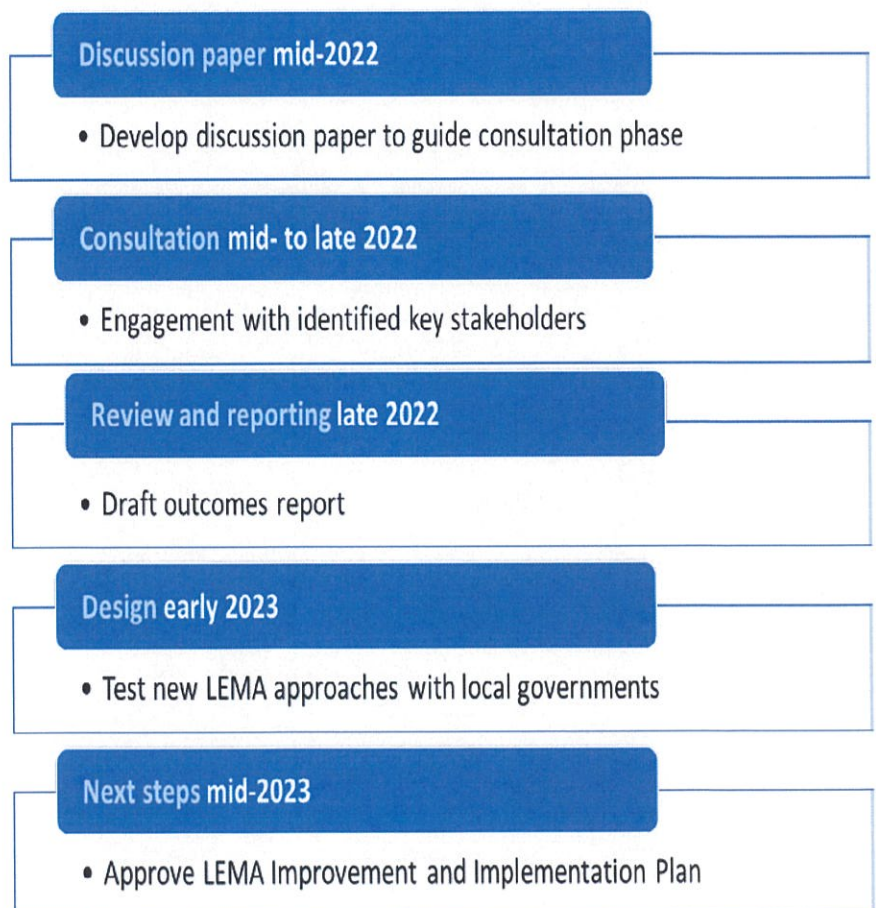 Discussion paper mid-2022
• Develop discussion paper to guide consultation phase
Consultation mid- to late 2022
• Engagement with identified key stakeholders
Review and reporting late 2022
• Draft outcomes report
Design early 2023
• Test new LEMA approaches with local governments
Next steps mid-2023
• Approve LEMA Improvement and Implementation Plan